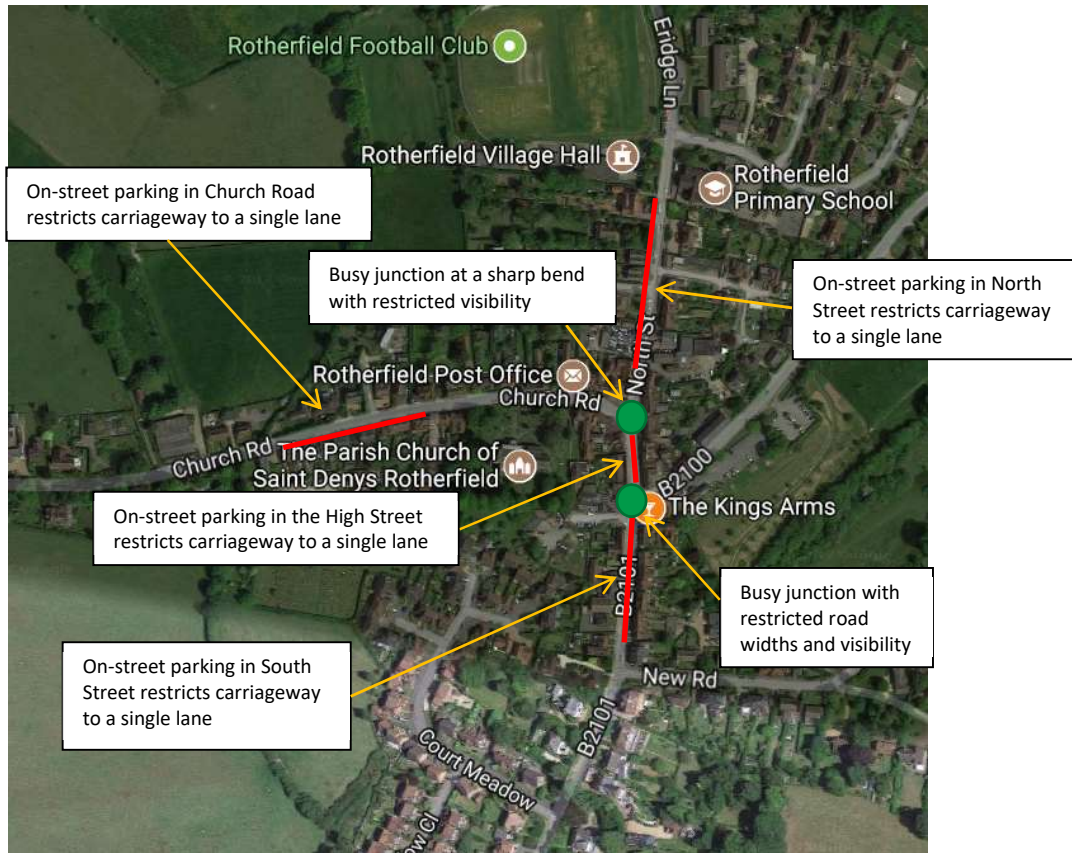 Rotherfield Football Club
Eridge Ln
Rotherfield Village Hall
Rotherfield
Primary School
On-street parking in Church Road
restricts carriageway to a single lane
Busy junction at a sharp bend
with restricted visibility
On-street parking in North
Street restricts carriageway
to a single lane
North St
Rotherfield Post Office
Church Rd
Church Rd
The Parish Church of
Saint Denys Rotherfield
B2100
The Kings Arms
On-street parking in the High Street
restricts carriageway to a single lane
B2101
Busy junction with
restricted road
widths and visibility
On-street parking in South
Street restricts carriageway
to a single lane
New Rd
B2101
Court Meadow
ew Cl